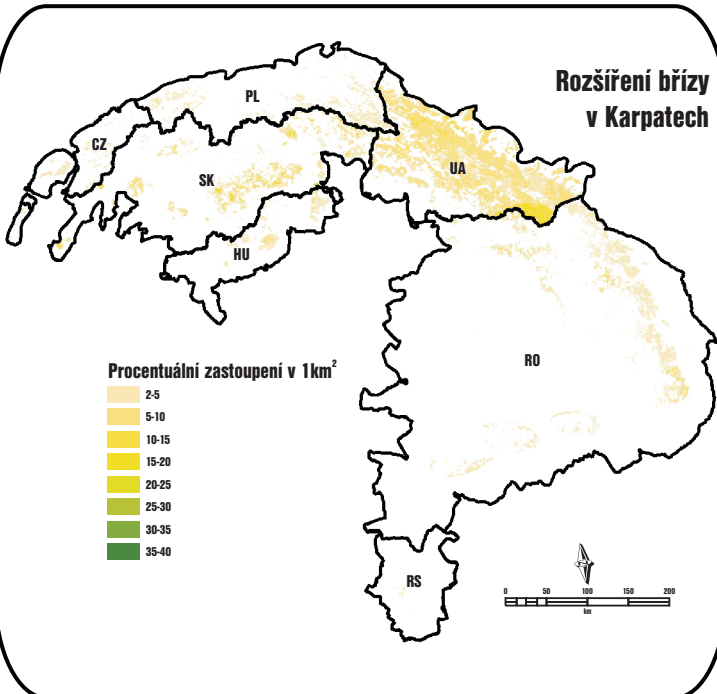 Rozšíření břízy
v Karpatech
PL
CZ
SK
UA
HU
RO
RS
Procentuální zastoupení v 1km²
2-5
5-10
10-15
15-20
20-25
25-30
30-35
35-40
0 50 100 150 200
km